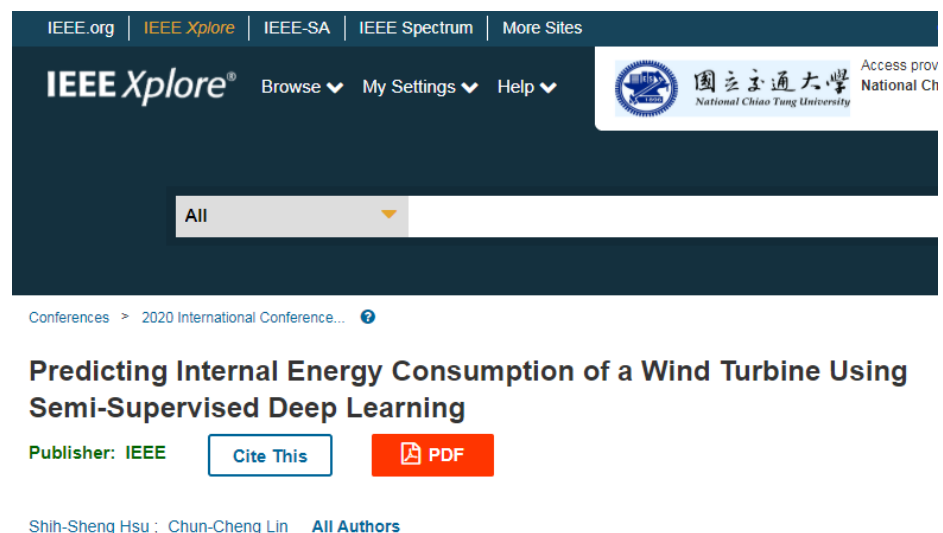 IEEE.org IEEE Xplore IEEE-SA IEEE Spectrum More Sites
IEEE Xplore® Browse My Settings Help
1896
國立交通大學
National Chiao Tung University
Access prov
National Ch
All
Conferences > 2020 International Conference... ?
Predicting Internal Energy Consumption of a Wind Turbine Using
Semi-Supervised Deep Learning
Publisher: IEEE Cite This PDF
Shih-Sheng Hsu ; Chun-Cheng Lin All Authors